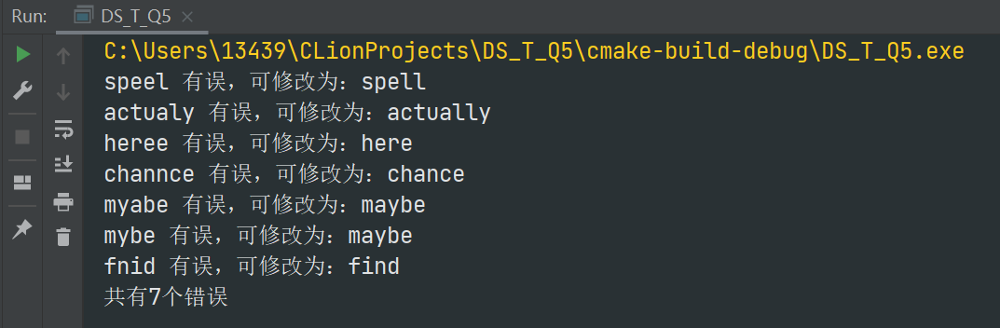 Run: DS_T_Q5
C:\Users\13439\CLionProjects\DS_T_Q5\cmake-build-debug\DS_T_Q5.exe
speel 有误，可修改为：spell
actualy 有误，可修改为：actually
heree 有误，可修改为：here
channce 有误，可修改为：chance
myabe 有误，可修改为：maybe
mybe 有误，可修改为：maybe
fnid 有误，可修改为：find
共有7个错误